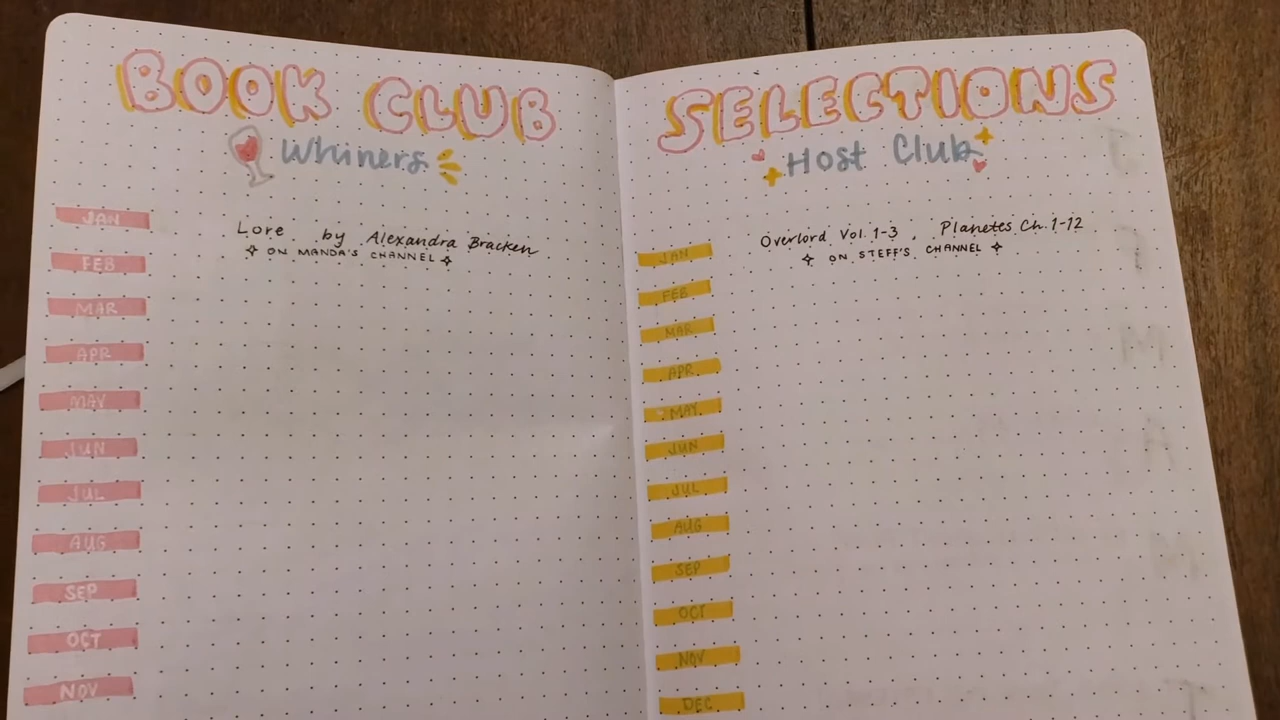 BOOK CLUB
Whiners
JAN
Lore by Alexandra Bracken
ON MANDA'S CHANNEL
FEB
MAR
APR
MAY
JUN
JUL
AUG
SEP
OCT
NOV
SELECTIONS
Host Club
Overlord Vol. 1-3, Planetes Ch. 1-12
ON STEFF'S CHANNEL
JAN
FEB
MAR
APR
MAY
JUN
JUL
AUG
SEP
OCT
NOV
DEC